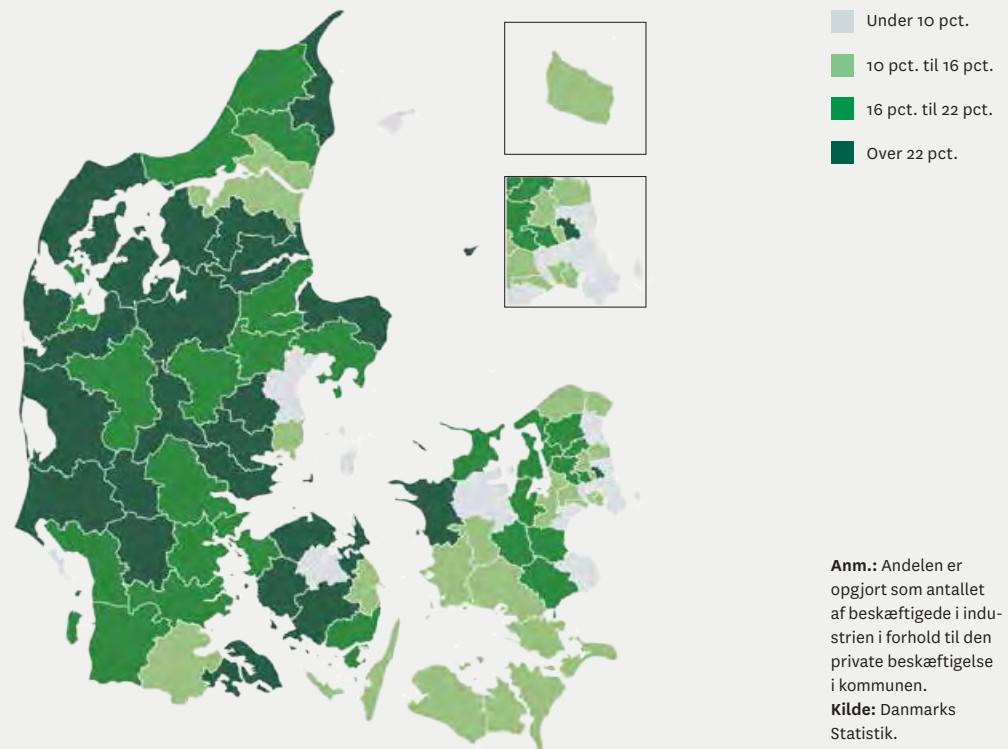 Under 10 pct.
10 pct. til 16 pct.
16 pct. til 22 pct.
Over 22 pct.
Anm.: Andelen er
opgjort som antallet
af beskæftigede i indu-
strien i forhold til den
private beskæftigelse
i kommunen.
Kilde: Danmarks
Statistik.